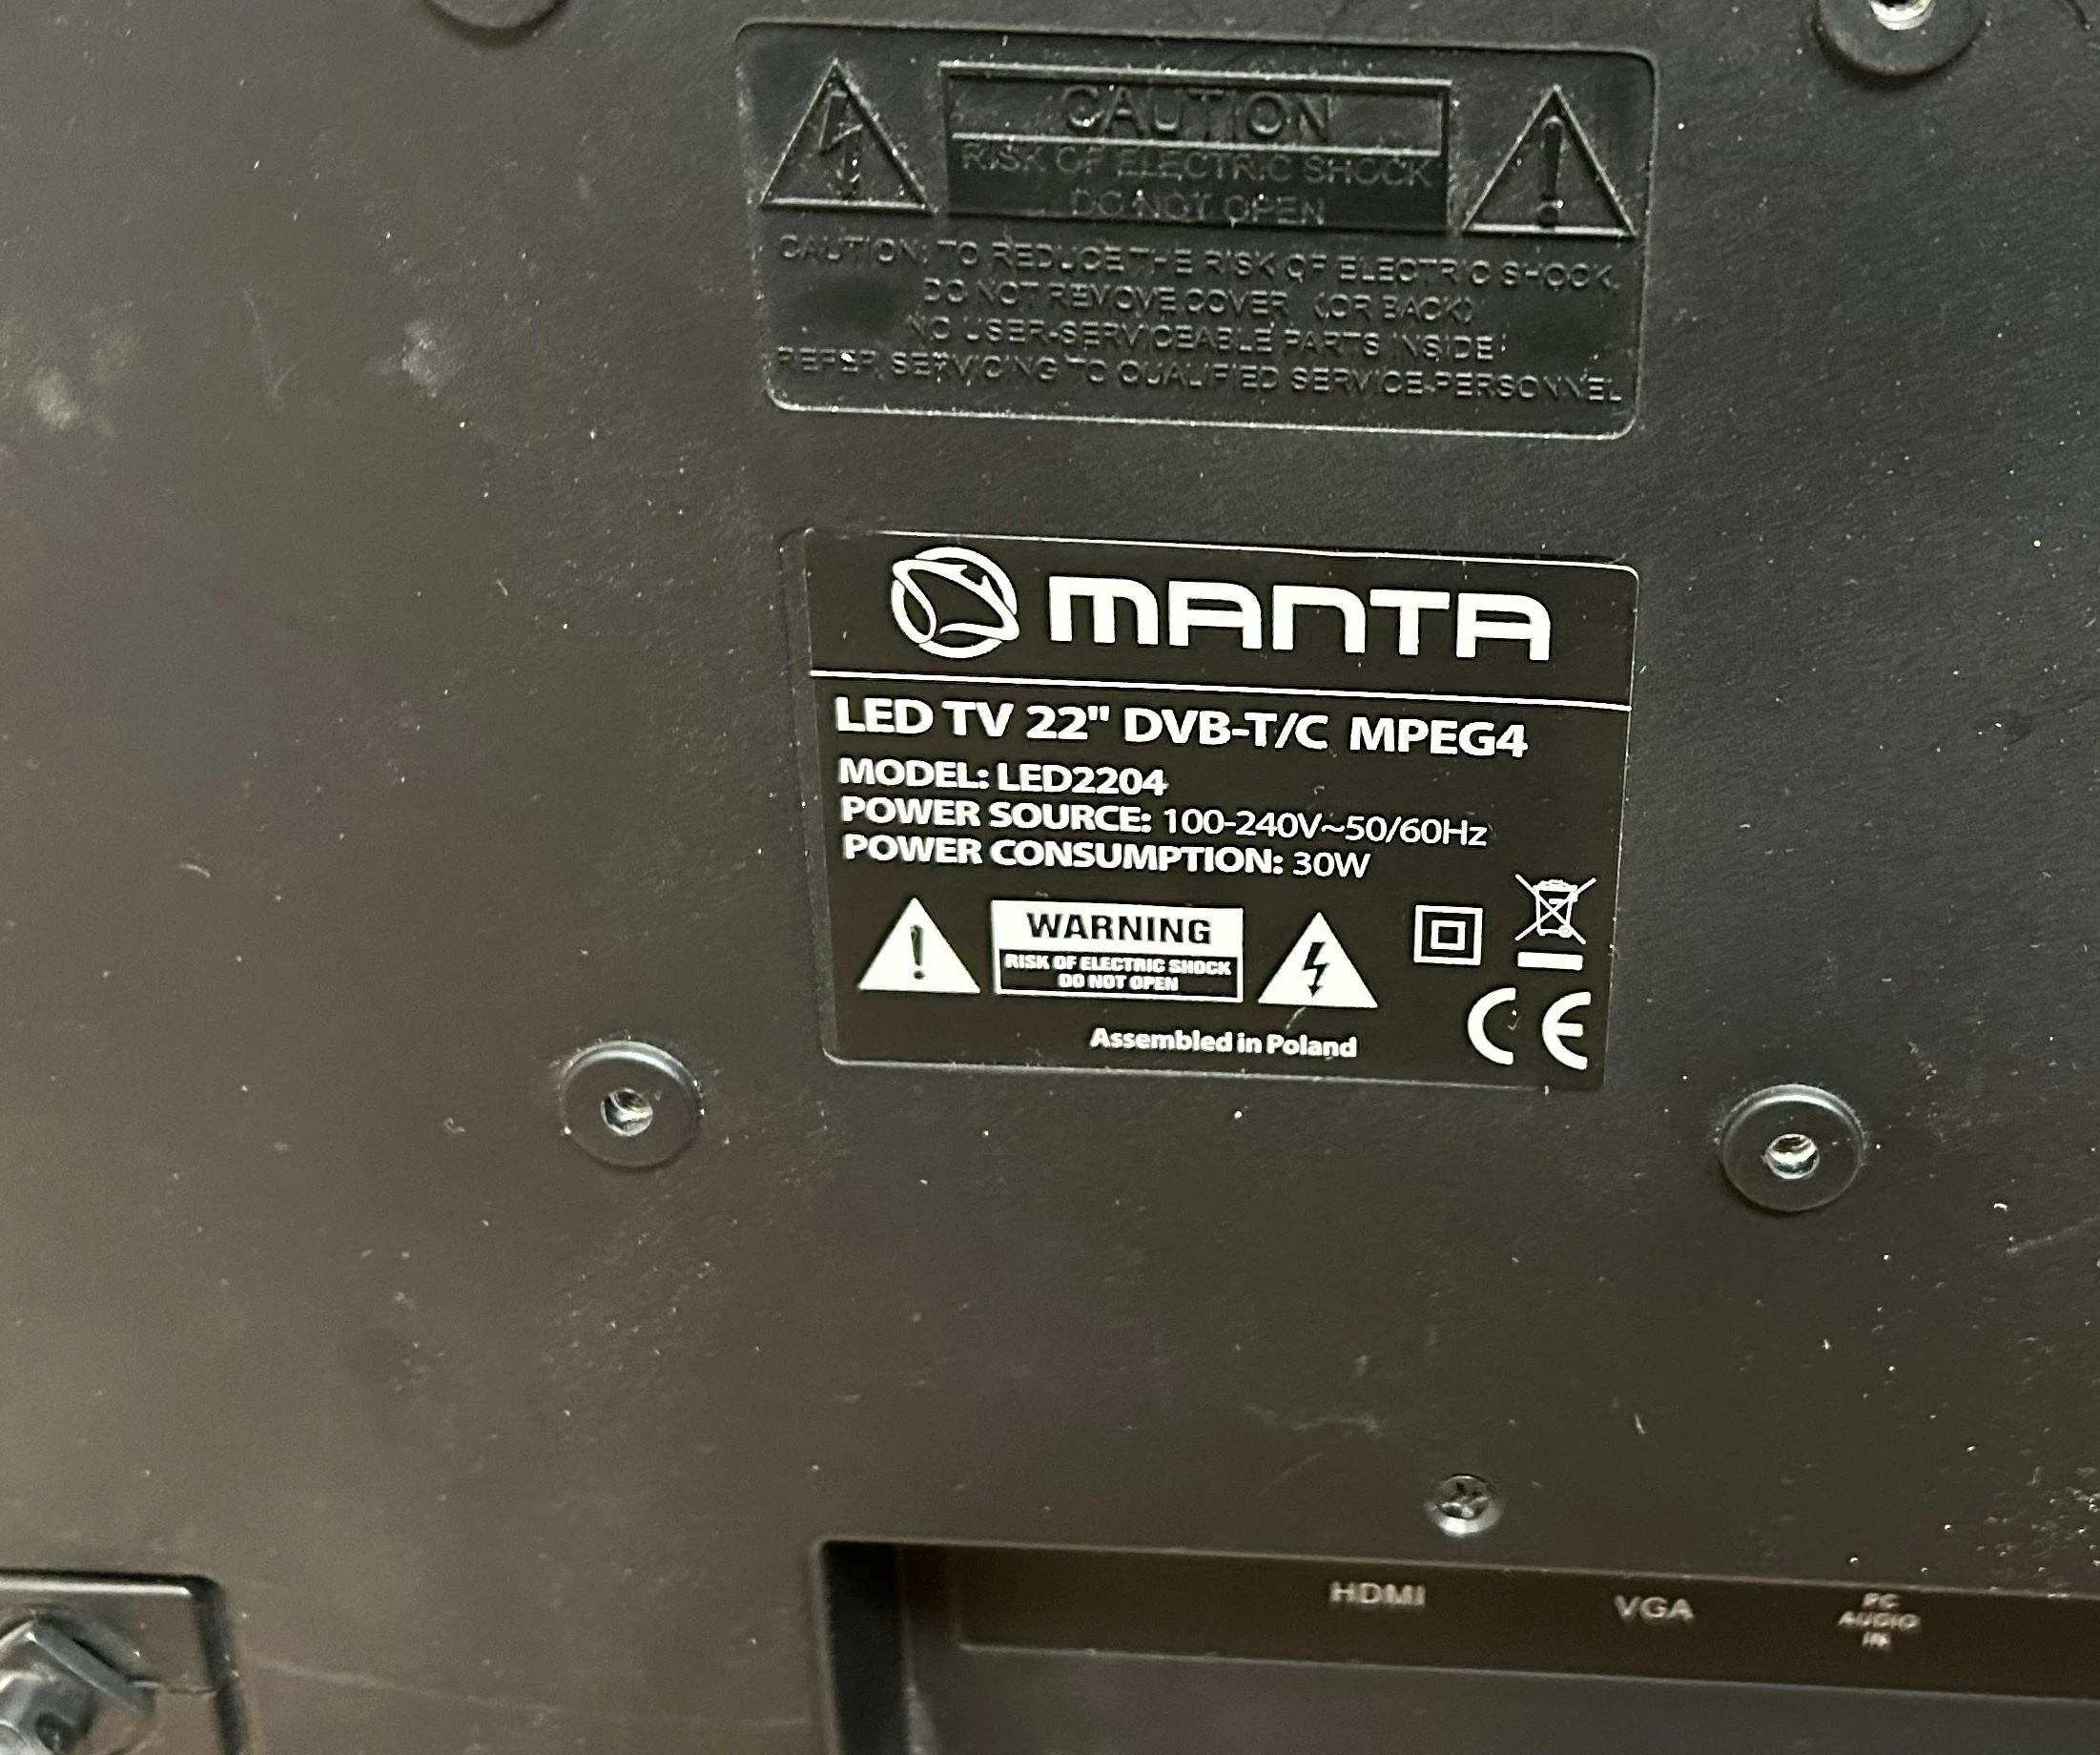 CAUTION
RISK OF ELECTRIC SHOCK
DO NOT OPEN
CAUTION: TO REDUCE THE RISK OF ELECTRIC SHOCK,
DO NOT REMOVE COVER (OR BACK)
NO USER-SERVICEABLE PARTS INSIDE
REFER SERVICING TO QUALIFIED SERVICE PERSONNEL
MANTA
LED TV 22" DVB-T/C MPEG4
MODEL: LED2204
POWER SOURCE: 100-240V~50/60Hz
POWER CONSUMPTION: 30W
WARNING
RISK OF ELECTRIC SHOCK
DO NOT OPEN
CE
Assembled in Poland
HDMI
VGA
PC
AUDIO
IN